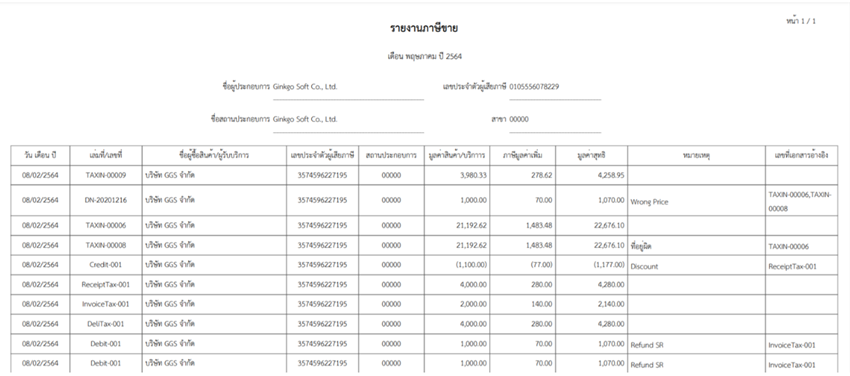 หน้า 1 / 1
รายงานภาษีขาย
เดือน พฤษภาคม ปี 2564
ชื่อผู้ประกอบการ Ginkgo Soft Co., Ltd. เลขประจำตัวผู้เสียภาษี 0105556078229
ชื่อสถานประกอบการ Ginkgo Soft Co., Ltd. สาขา 00000
วัน เดือน ปี เล่มที่/เลขที่ ชื่อผู้ซื้อสินค้า/ผู้รับบริการ เลขประจำตัวผู้เสียภาษี สถานประกอบการ มูลค่าสินค้า/บริการ ภาษีมูลค่าเพิ่ม มูลค่าสุทธิ หมายเหตุ เลขที่เอกสารอ้างอิง
08/02/2564 TAXIN-00009 บริษัท GGS จำกัด 3574596227195 00000 3,980.33 278.62 4,258.95
08/02/2564 DN-20201216 บริษัท GGS จำกัด 3574596227195 00000 1,000.00 70.00 1,070.00 Wrong Price TAXIN-00006,TAXIN-
00008
08/02/2564 TAXIN-00006 บริษัท GGS จำกัด 3574596227195 00000 21,192.62 1,483.48 22,676.10
08/02/2564 TAXIN-00008 บริษัท GGS จำกัด 3574596227195 00000 21,192.62 1,483.48 22,676.10 ที่อยู่ผิด TAXIN-00006
08/02/2564 Credit-001 บริษัท GGS จำกัด 3574596227195 00000 (1,100.00) (77.00) (1,177.00) Discount ReceiptTax-001
08/02/2564 ReceiptTax-001 บริษัท GGS จำกัด 3574596227195 00000 4,000.00 280.00 4,280.00
08/02/2564 InvoiceTax-001 บริษัท GGS จำกัด 3574596227195 00000 2,000.00 140.00 2,140.00
08/02/2564 DeliTax-001 บริษัท GGS จำกัด 3574596227195 00000 4,000.00 280.00 4,280.00
08/02/2564 Debit-001 บริษัท GGS จำกัด 3574596227195 00000 1,000.00 70.00 1,070.00 Refund SR InvoiceTax-001
08/02/2564 Debit-001 บริษัท GGS จำกัด 3574596227195 00000 1,000.00 70.00 1,070.00 Refund SR InvoiceTax-001